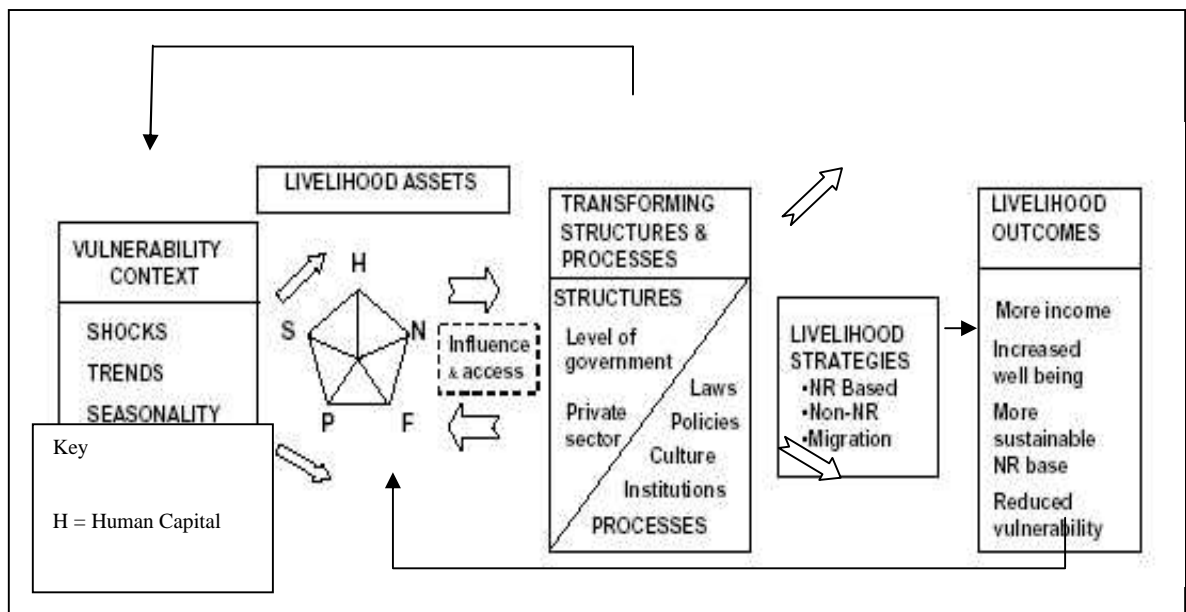 LIVELIHOOD ASSETS
VULNERABILITY
CONTEXT
SHOCKS
TRENDS
SEASONALITY
Key
H = Human Capital
H
S
N
P
F
Influence
& access
TRANSFORMING
STRUCTURES &
PROCESSES
STRUCTURES
Level of
government
Private
sector
Laws
Policies
Culture
Institutions
PROCESSES
LIVELIHOOD
STRATEGIES
•NR Based
•Non-NR
•Migration
LIVELIHOOD
OUTCOMES
More income
Increased
well being
More
sustainable
NR base
Reduced
vulnerability